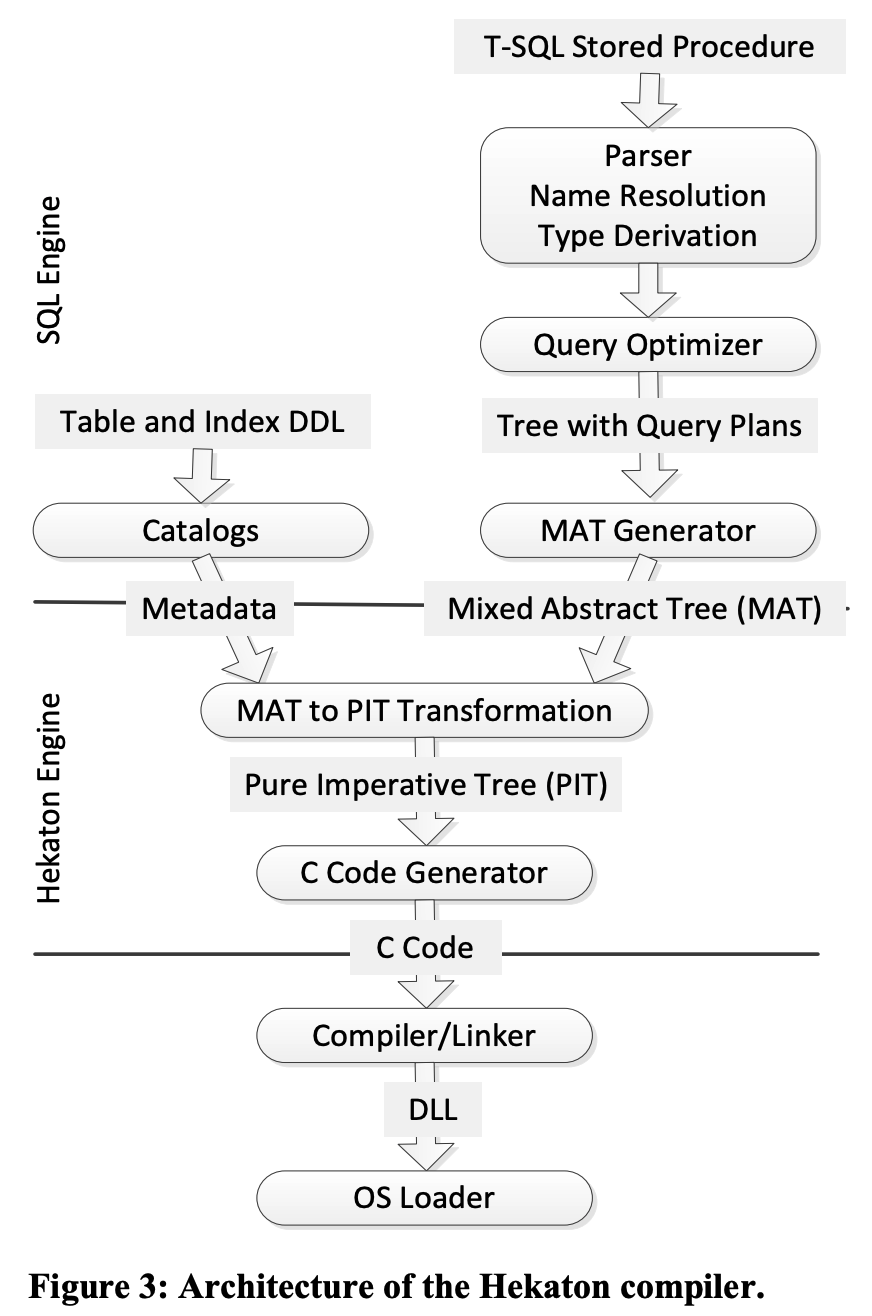 T-SQL Stored Procedure
Parser
Name Resolution
Type Derivation
SQL Engine
Query Optimizer
Table and Index DDL
Tree with Query Plans
Catalogs
MAT Generator
Metadata
Mixed Abstract Tree (MAT)
MAT to PIT Transformation
Hekaton Engine
Pure Imperative Tree (PIT)
C Code Generator
C Code
Compiler/Linker
DLL
OS Loader
Figure 3: Architecture of the Hekaton compiler.